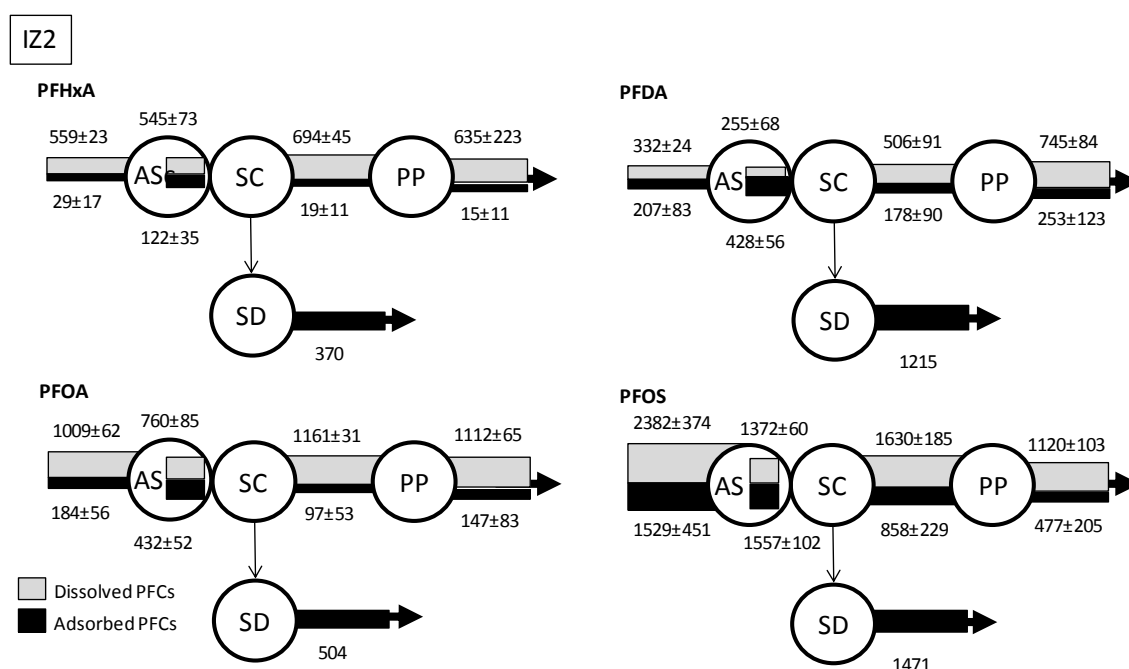 IZ2
PFHxA
559±23
545±73
694±45
635±223
AS
SC
PP
29±17
122±35
19±11
15±11
SD
370
PFDA
332±24
255±68
506±91
745±84
AS
SC
PP
207±83
428±56
178±90
253±123
SD
1215
PFOA
1009±62
760±85
1161±31
1112±65
AS
SC
PP
184±56
432±52
97±53
147±83
SD
504
Dissolved PFCs
Adsorbed PFCs
PFOS
2382±374
1372±60
1630±185
1120±103
AS
SC
PP
1529±451
1557±102
858±229
477±205
SD
1471